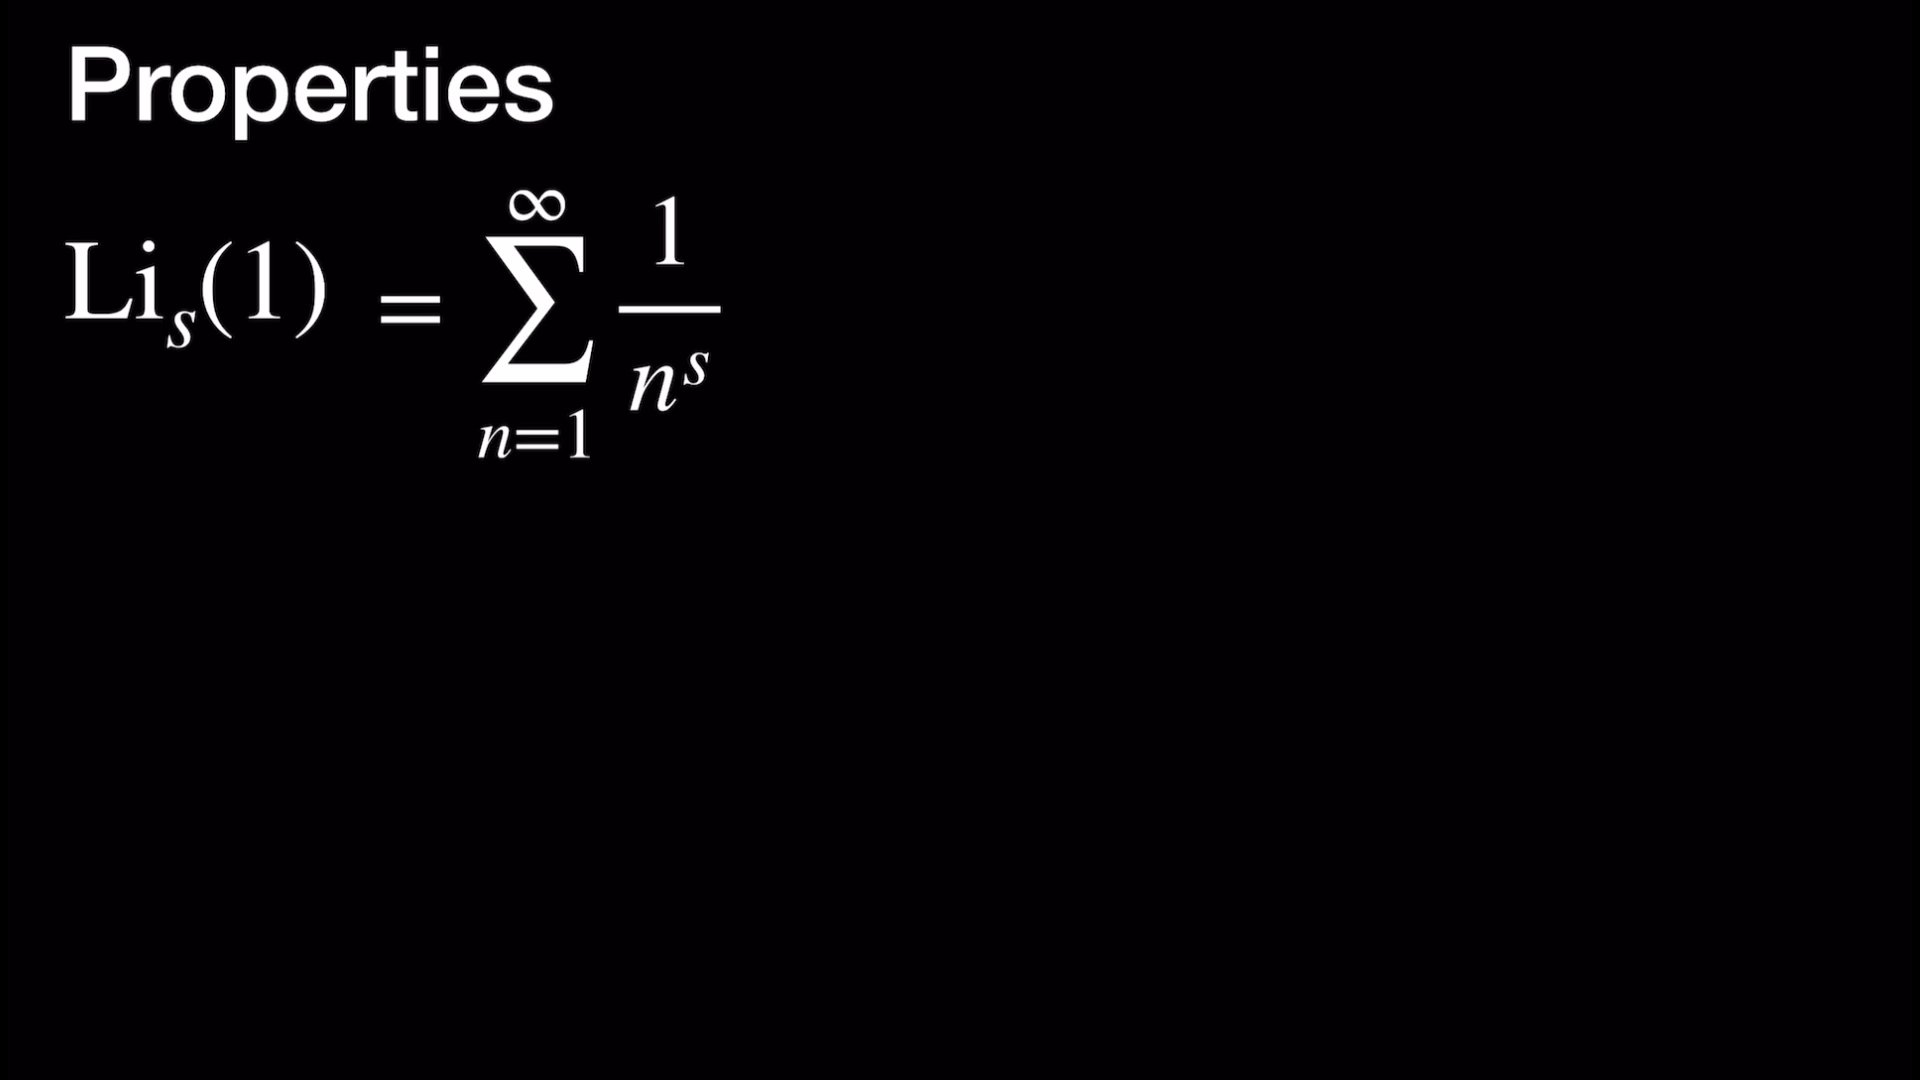 Properties
Li_s(1) = ∑_{n=1}^{∞} 1/n^s